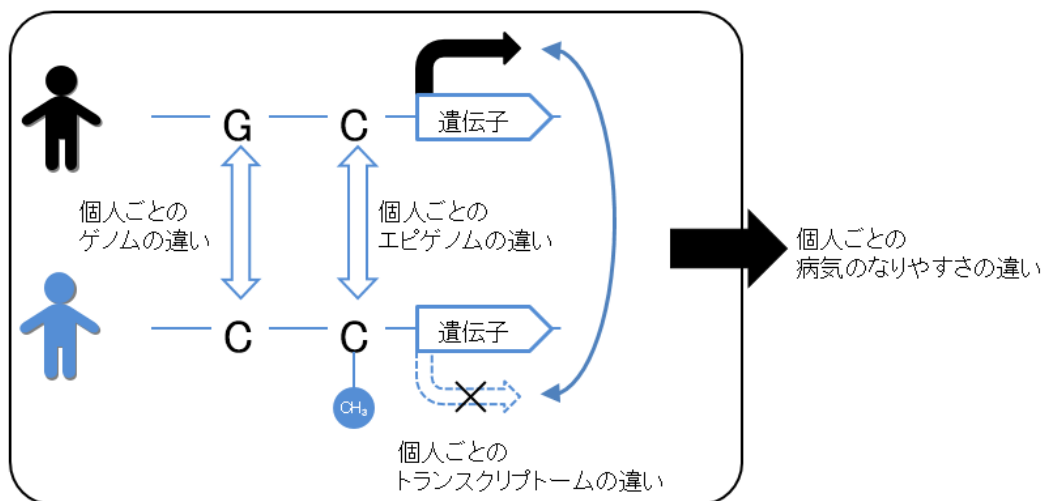 G
C
遺伝子
個人ごとの
ゲノムの違い
個人ごとの
エピゲノムの違い
個人ごとの
病気のなりやすさの違い
C
C
遺伝子
CH₃
個人ごとの
トランスクリプトームの違い